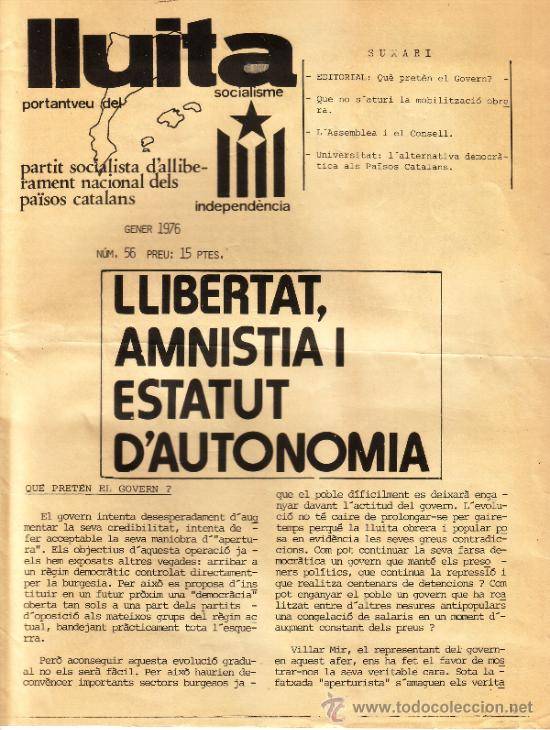 lluita
portantveu del
socialisme
partit socialista d'allibe-
rament nacional dels
països catalans
independència
GENER 1976
NÚM. 56 PREU: 15 PTES.
SUMARI
- EDITORIAL: Què pretén el Govern? -
- Que no s´aturi la mobilització obre
ra.
- L´Assemblea i el Consell.
- Universitat: l´alternativa democrà-
tica als Països Catalans.
LLIBERTAT,
AMNISTIA I
ESTATUT
D'AUTONOMIA
QUÈ PRETÉN EL GOVERN ?
El govern intenta desesperadament d´aug
mentar la seva credibilitat, intenta de -
fer acceptable la seva maniobra d´"apertu
ra". Els objectius d´aquesta operació ja -
els hem exposats altres vegades: arribar a
un règim democràtic controlat directament-
per la burgesia. Per això es proposa d´ins
tituir en un futur pròxim una "democràcia"
oberta tan sols a una part dels partits -
d´oposició als mateixos grups del règim ac
tual, bandejant pràcticament tota l´esque-
rra.
Però aconseguir aquesta evolució gradu-
al no els serà fàcil. Per això haurien de-
convèncer importants sectors burgesos ja -
que el poble díficilment es deixarà enga -
nyar davant l´actitud del govern. L´evolu-
ció no té caire de prolongar-se per gaire-
temps perquè la lluita obrera i popular po
sa en evidència les seves greus contradic-
cions. Com pot continuar la seva farsa de-
mocràtica un govern que manté els preso -
ners polítics, que continua la repressió i
que realitza centenars de detencions ? Com
pot enganyar el poble un govern que ha rea
litzat entre d´altres mesures antipopulars
una congelació de salaris en un moment d´
augment constant dels preus ?
Villar Mir, el representant del govern-
en aquest afer, ens ha fet el favor de mos
trar-nos la seva veritable cara. Sota la -
fatxada "aperturista" s´amaguen els verita
todocoleccion.net